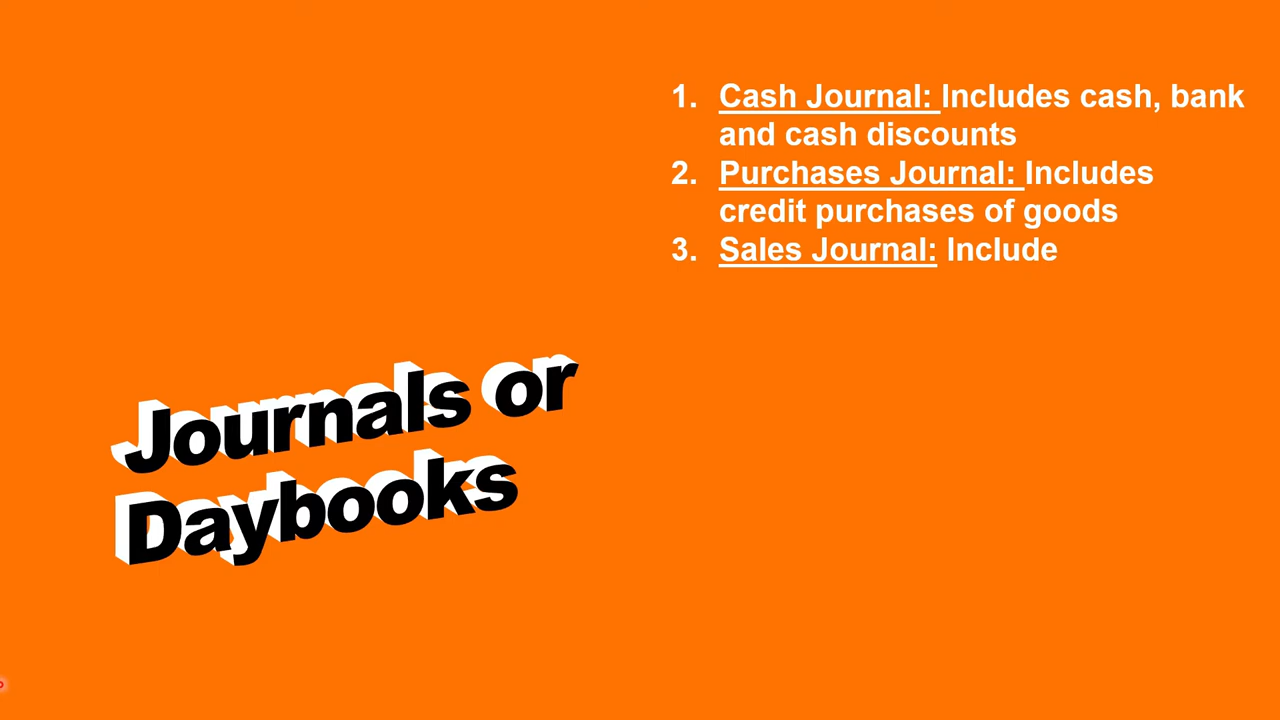 Journals or
Daybooks
1. Cash Journal: Includes cash, bank
and cash discounts
2. Purchases Journal: Includes
credit purchases of goods
3. Sales Journal: Include